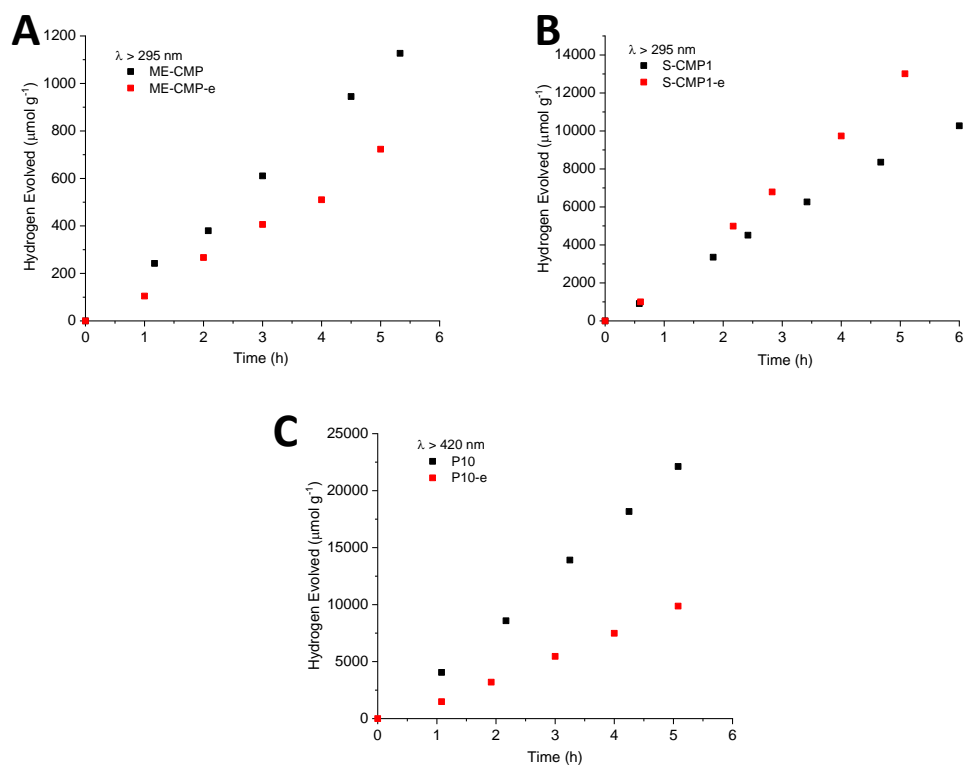 A
λ > 295 nm
ME-CMP
ME-CMP-e
Hydrogen Evolved (μmol g⁻¹)
1200
1000
800
600
400
200
0
0 1 2 3 4 5 6
Time (h)
B
λ > 295 nm
S-CMP1
S-CMP1-e
Hydrogen Evolved (μmol g⁻¹)
14000
12000
10000
8000
6000
4000
2000
0
0 1 2 3 4 5 6
Time (h)
C
λ > 420 nm
P10
P10-e
Hydrogen Evolved (μmol g⁻¹)
25000
20000
15000
10000
5000
0
0 1 2 3 4 5 6
Time (h)